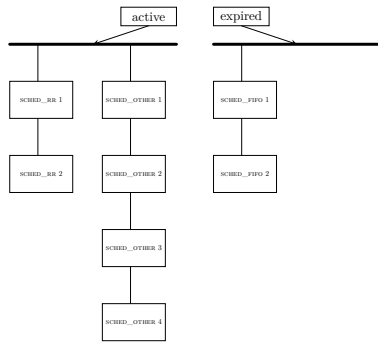 active
expired
SCHED_RR 1
SCHED_OTHER 1
SCHED_FIFO 1
SCHED_RR 2
SCHED_OTHER 2
SCHED_FIFO 2
SCHED_OTHER 3
SCHED_OTHER 4